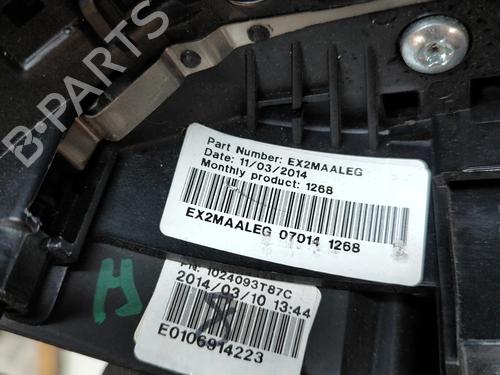 B-PARTS
Part Number: EX2MAALEG
Date: 11/03/2014
Monthly product: 1268
EX2MAALEG 07014 1268
PN: 1024093T87C
2014/03/10 13:44
E0106914223
H